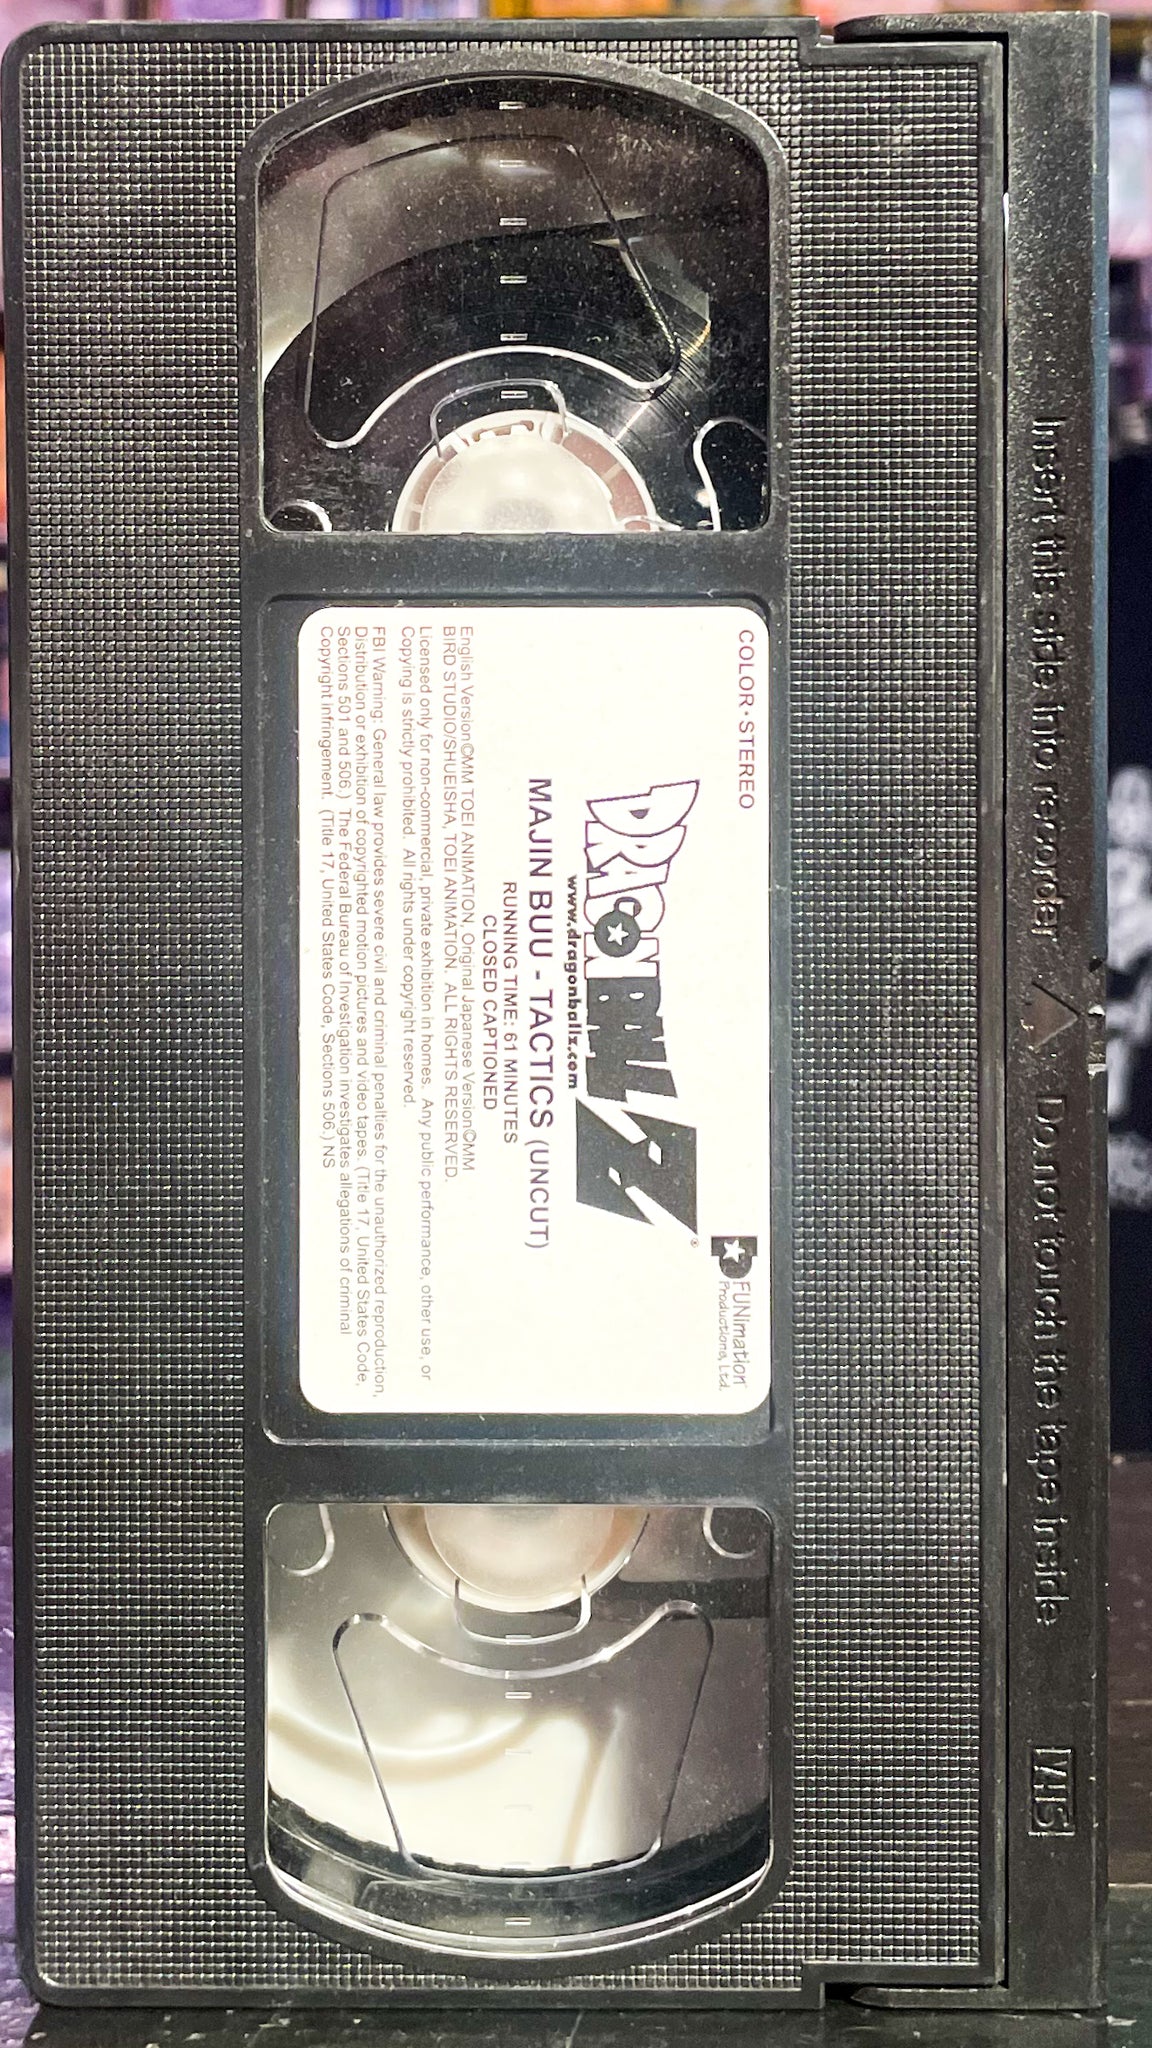 Insert this side into recorder △ Do not touch the tape inside
VHS
COLOR • STEREO
FUNimation
Productions, Ltd.
DRAGON BALL Z®
www.dragonballz.com
MAJIN BUU - TACTICS (UNCUT)
RUNNING TIME: 61 MINUTES
CLOSED CAPTIONED
English Version©MM TOEI ANIMATION, Original Japanese Version©MM
BIRD STUDIO/SHUEISHA, TOEI ANIMATION. ALL RIGHTS RESERVED.
Licensed only for non-commercial, private exhibition in homes. Any public performance, other use, or
Copying is strictly prohibited. All rights under copyright reserved.
FBI Warning: General law provides severe civil and criminal penalties for the unauthorized reproduction,
Distribution or exhibition of copyrighted motion pictures and video tapes. (Title 17, United States Code,
Sections 501 and 506.) The Federal Bureau of Investigation investigates allegations of criminal
Copyright infringement. (Title 17, United States Code, Sections 506.) NS